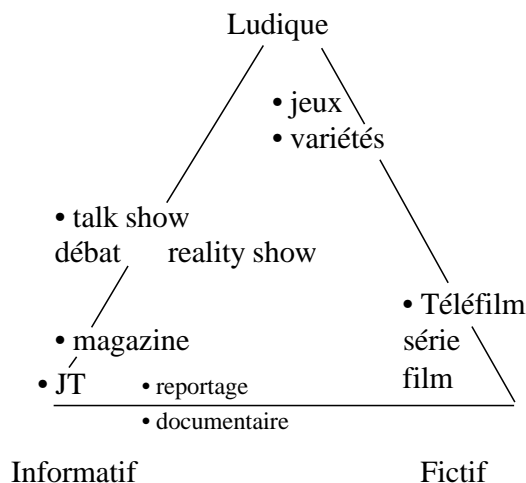 Ludique
• jeux
• variétés
• talk show
débat reality show
• Téléfilm
• magazine
série
• JT
• reportage
film
• documentaire
Informatif
Fictif